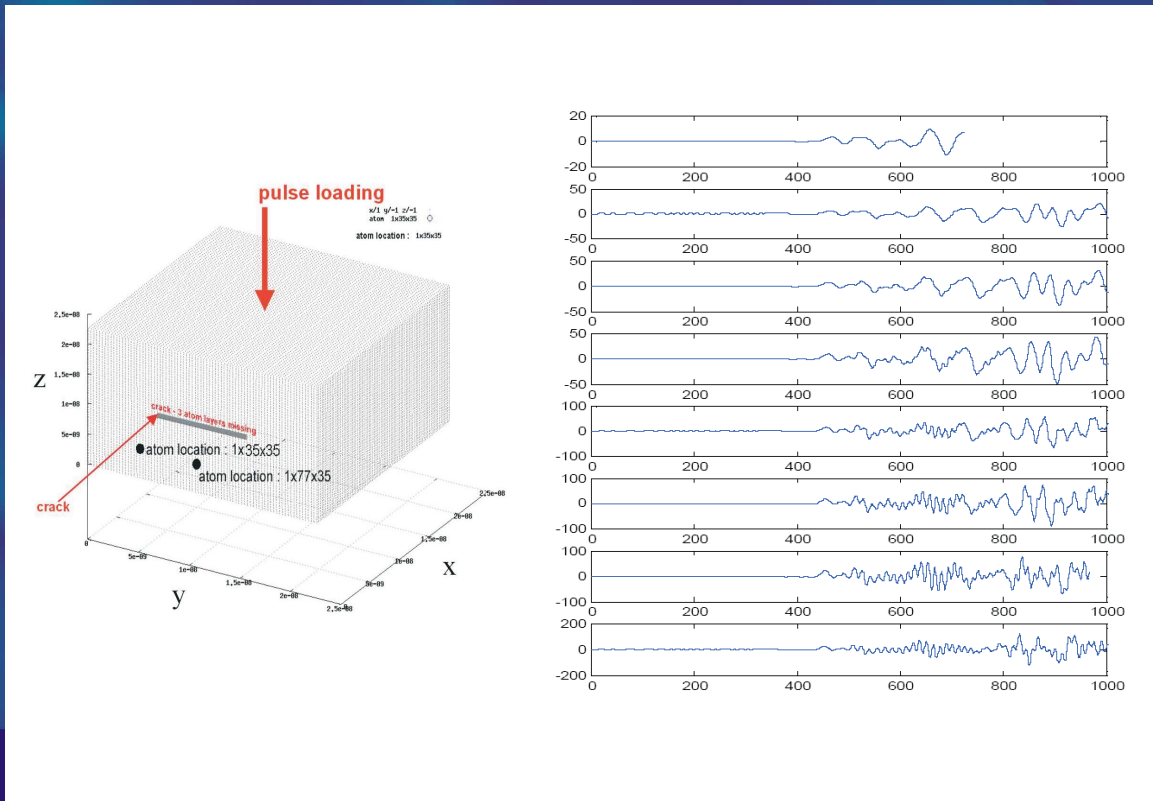 pulse loading
x/1 y/-1 z/-1
atom 1x35x35
atom location : 1x35x35
2.5e-08
2e-08
1.5e-08
1e-08
5e-09
0
z
crack - 3 atom layers missing
atom location : 1x35x35
atom location : 1x77x35
crack
0
5e-09
1e-08
1.5e-08
2e-08
2.5e-08
y
0
5e-09
1e-08
1.5e-08
2e-08
2.5e-08
x
20
0
-20
0 200 400 600 800 1000
50
0
-50
0 200 400 600 800 1000
50
0
-50
0 200 400 600 800 1000
50
0
-50
0 200 400 600 800 1000
100
0
-100
0 200 400 600 800 1000
100
0
-100
0 200 400 600 800 1000
100
0
-100
0 200 400 600 800 1000
200
0
-200
0 200 400 600 800 1000